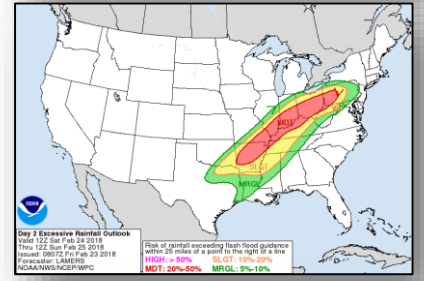 MDT
SLGT
MRGL
noaa
Day 2 Excessive Rainfall Outlook
Valid 12Z Sat Feb 24 2018
Thru 12Z Sun Feb 25 2018
Issued: 0807Z Fri Feb 23 2018
Forecaster: LAMERS
NOAA/NWS/NCEP/WPC
Risk of rainfall exceeding flash flood guidance
within 25 miles of a point to the right of a line
HIGH: > 50% SLGT: 10%-20%
MDT: 20%-50% MRGL: 5%-10%